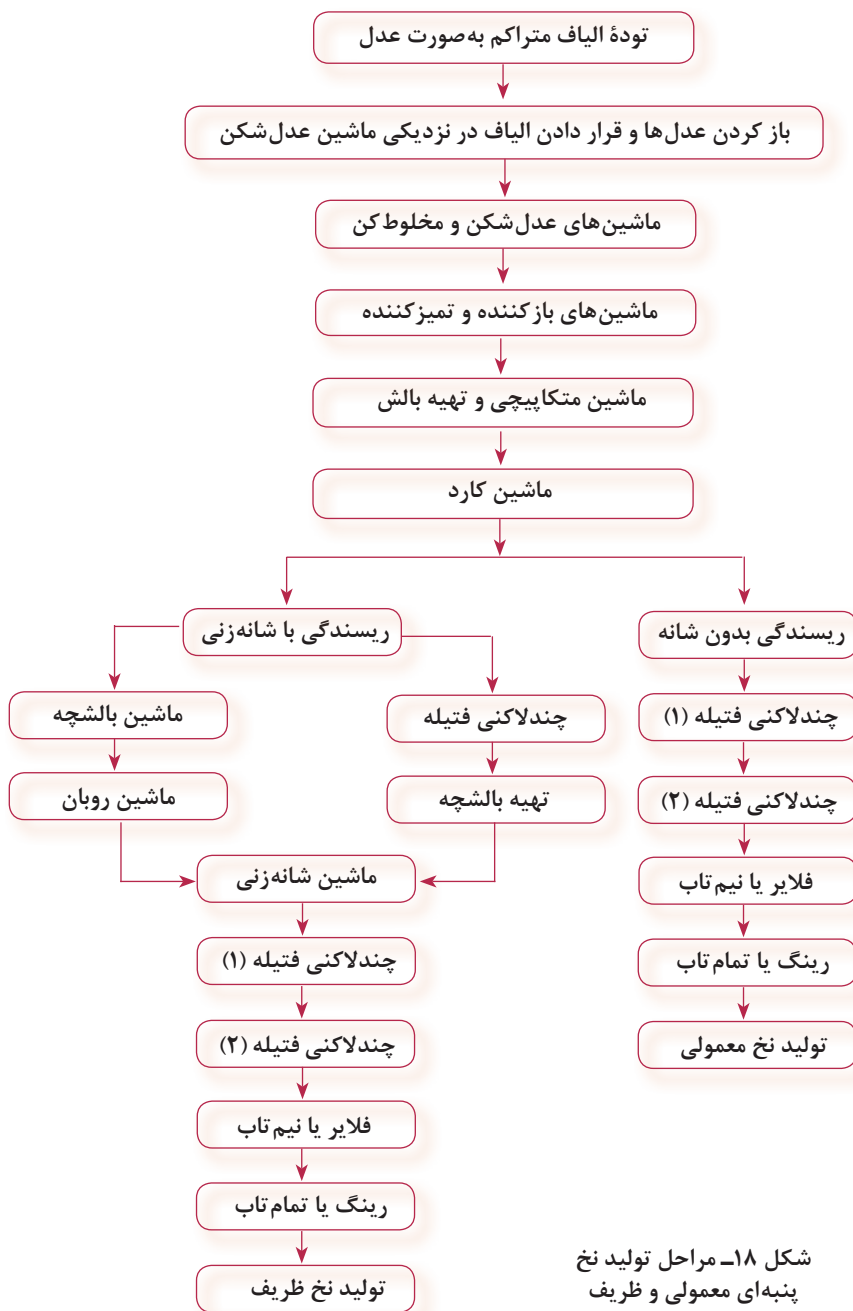 تودهٔ الیاف متراکم به‌صورت عدل
باز کردن عدل‌ها و قرار دادن الیاف در نزدیکی ماشین عدل‌شکن
ماشین‌های عدل‌شکن و مخلوط‌کن
ماشین‌های بازکننده و تمیزکننده
ماشین متکاپیچی و تهیه بالش
ماشین کارد
ریسندگی بدون شانه
چندلاکنی فتیله (۱)
چندلاکنی فتیله (۲)
فلایر یا نیم‌تاب
رینگ یا تمام‌تاب
تولید نخ معمولی
ریسندگی با شانه‌زنی
چندلاکنی فتیله
تهیه بالشچه
ماشین بالشچه
ماشین روبان
ماشین شانه‌زنی
چندلاکنی فتیله (۱)
چندلاکنی فتیله (۲)
فلایر یا نیم‌تاب
رینگ یا تمام‌تاب
تولید نخ ظریف
شکل ۱۸ـ مراحل تولید نخ
پنبه‌ای معمولی و ظریف